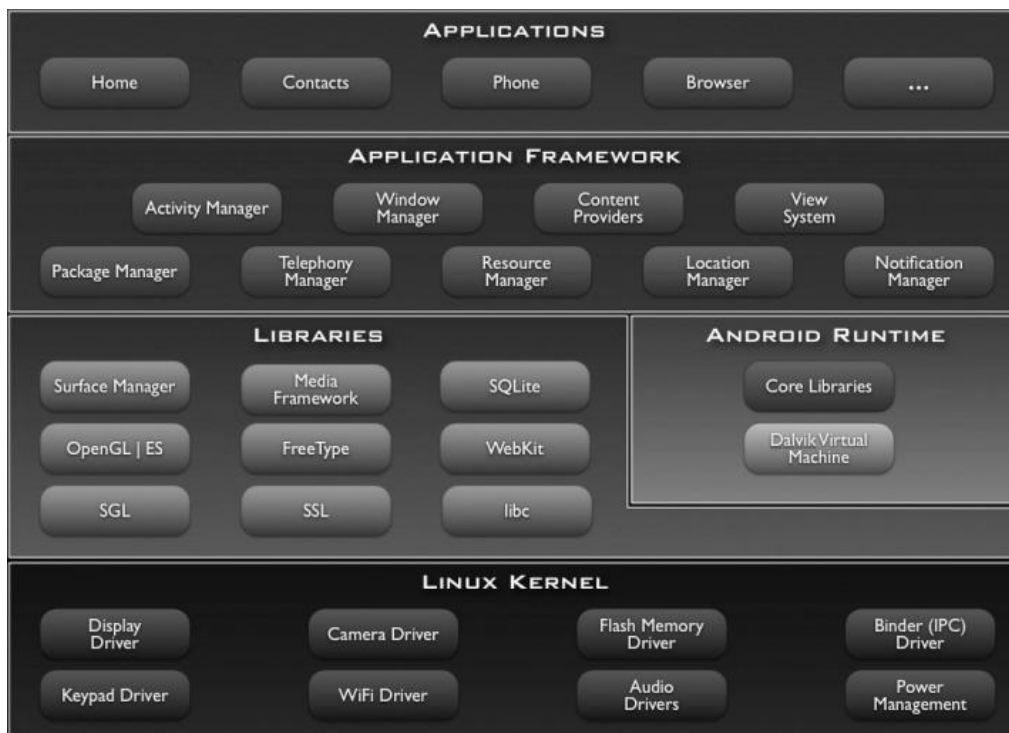 APPLICATIONS
Home
Contacts
Phone
Browser
...
APPLICATION FRAMEWORK
Activity Manager
Window
Manager
Content
Providers
View
System
Package Manager
Telephony
Manager
Resource
Manager
Location
Manager
Notification
Manager
LIBRARIES
Surface Manager
Media
Framework
SQLite
OpenGL | ES
FreeType
WebKit
SGL
SSL
libc
ANDROID RUNTIME
Core Libraries
Dalvik Virtual
Machine
LINUX KERNEL
Display
Driver
Camera Driver
Flash Memory
Driver
Binder (IPC)
Driver
Keypad Driver
WiFi Driver
Audio
Drivers
Power
Management